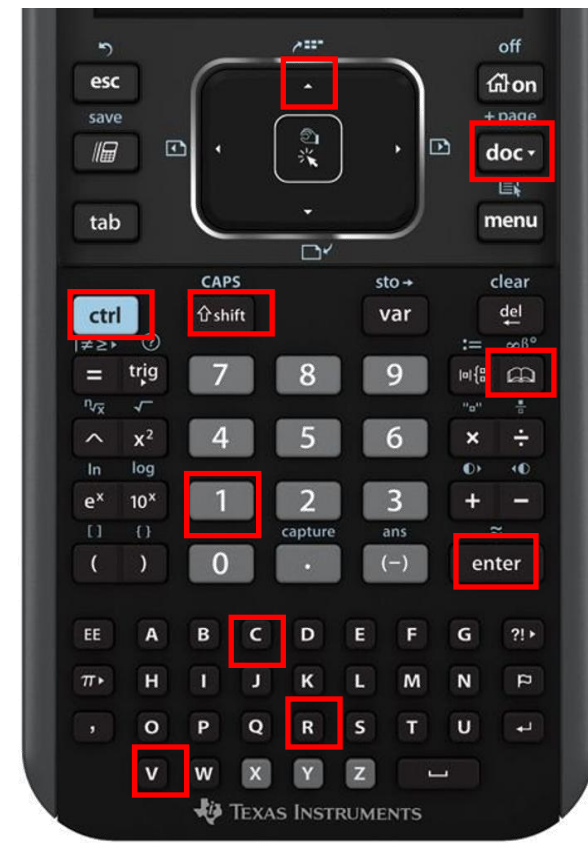 off
esc on
save + page
doc
tab menu
CAPS sto→ clear
ctrl ⇧shift var del
|≠≥▸ ? := ∞β°
= trig 7 8 9 |▫|{
ⁿ√x √ "▫" ▫/▫
^ x² 4 5 6 × ÷
ln log
eˣ 10ˣ 1 2 3 + −
[ ] { } capture ans ≈
( ) 0 . (−) enter
EE A B C D E F G ?!▸
π▸ H I J K L M N
, O P Q R S T U ↵
V W X Y Z
TEXAS INSTRUMENTS